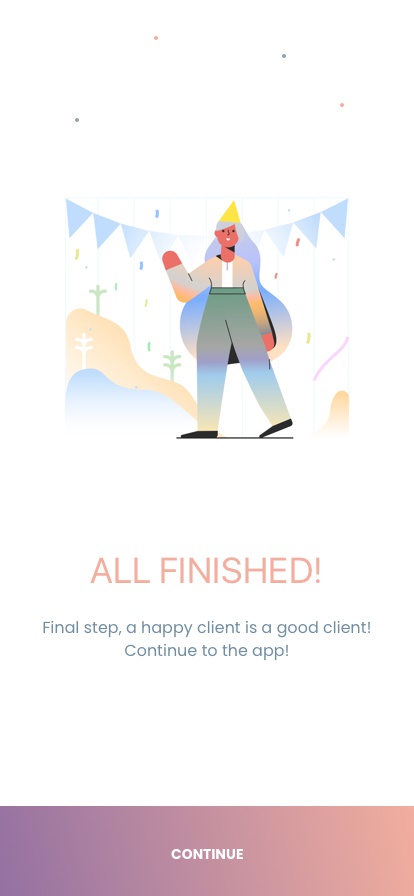 ALL FINISHED!
Final step, a happy client is a good client!
Continue to the app!
CONTINUE